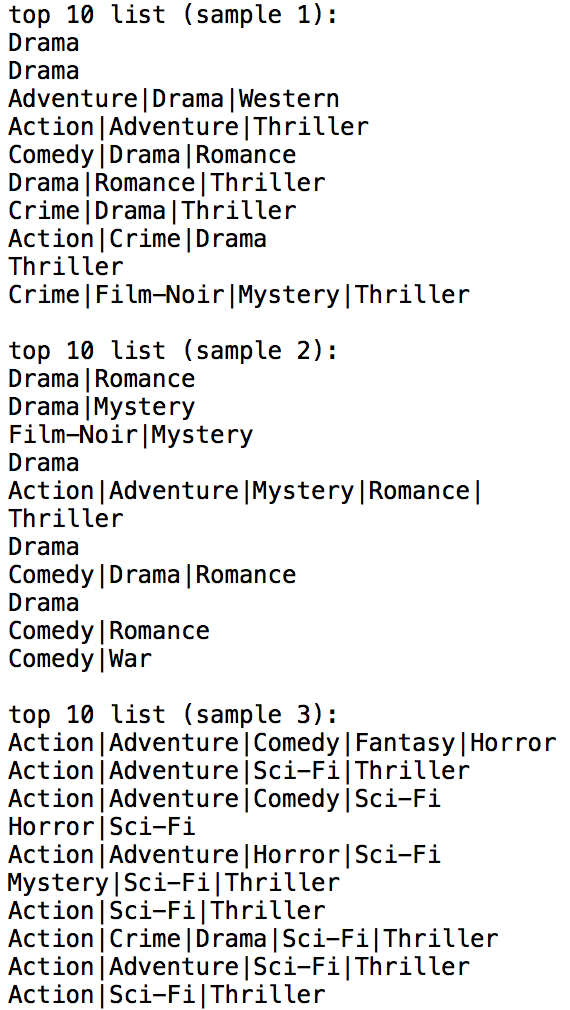 top 10 list (sample 1):
Drama
Drama
Adventure|Drama|Western
Action|Adventure|Thriller
Comedy|Drama|Romance
Drama|Romance|Thriller
Crime|Drama|Thriller
Action|Crime|Drama
Thriller
Crime|Film-Noir|Mystery|Thriller

top 10 list (sample 2):
Drama|Romance
Drama|Mystery
Film-Noir|Mystery
Drama
Action|Adventure|Mystery|Romance|
Thriller
Drama
Comedy|Drama|Romance
Drama
Comedy|Romance
Comedy|War

top 10 list (sample 3):
Action|Adventure|Comedy|Fantasy|Horror
Action|Adventure|Sci-Fi|Thriller
Action|Adventure|Comedy|Sci-Fi
Horror|Sci-Fi
Action|Adventure|Horror|Sci-Fi
Mystery|Sci-Fi|Thriller
Action|Sci-Fi|Thriller
Action|Crime|Drama|Sci-Fi|Thriller
Action|Adventure|Sci-Fi|Thriller
Action|Sci-Fi|Thriller